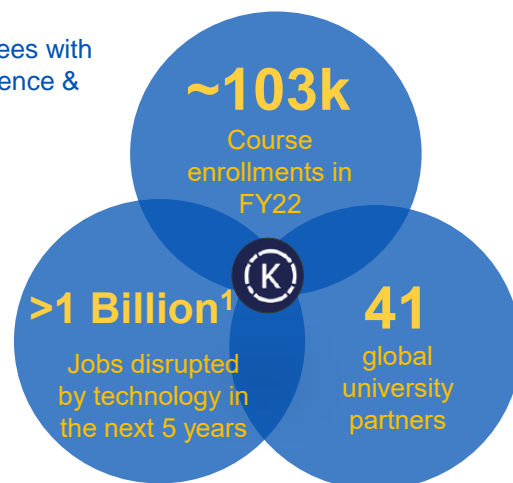 ees with
ence &
~103k
Course
enrollments in
FY22
K
>1 Billion¹
Jobs disrupted
by technology in
the next 5 years
41
global
university
partners